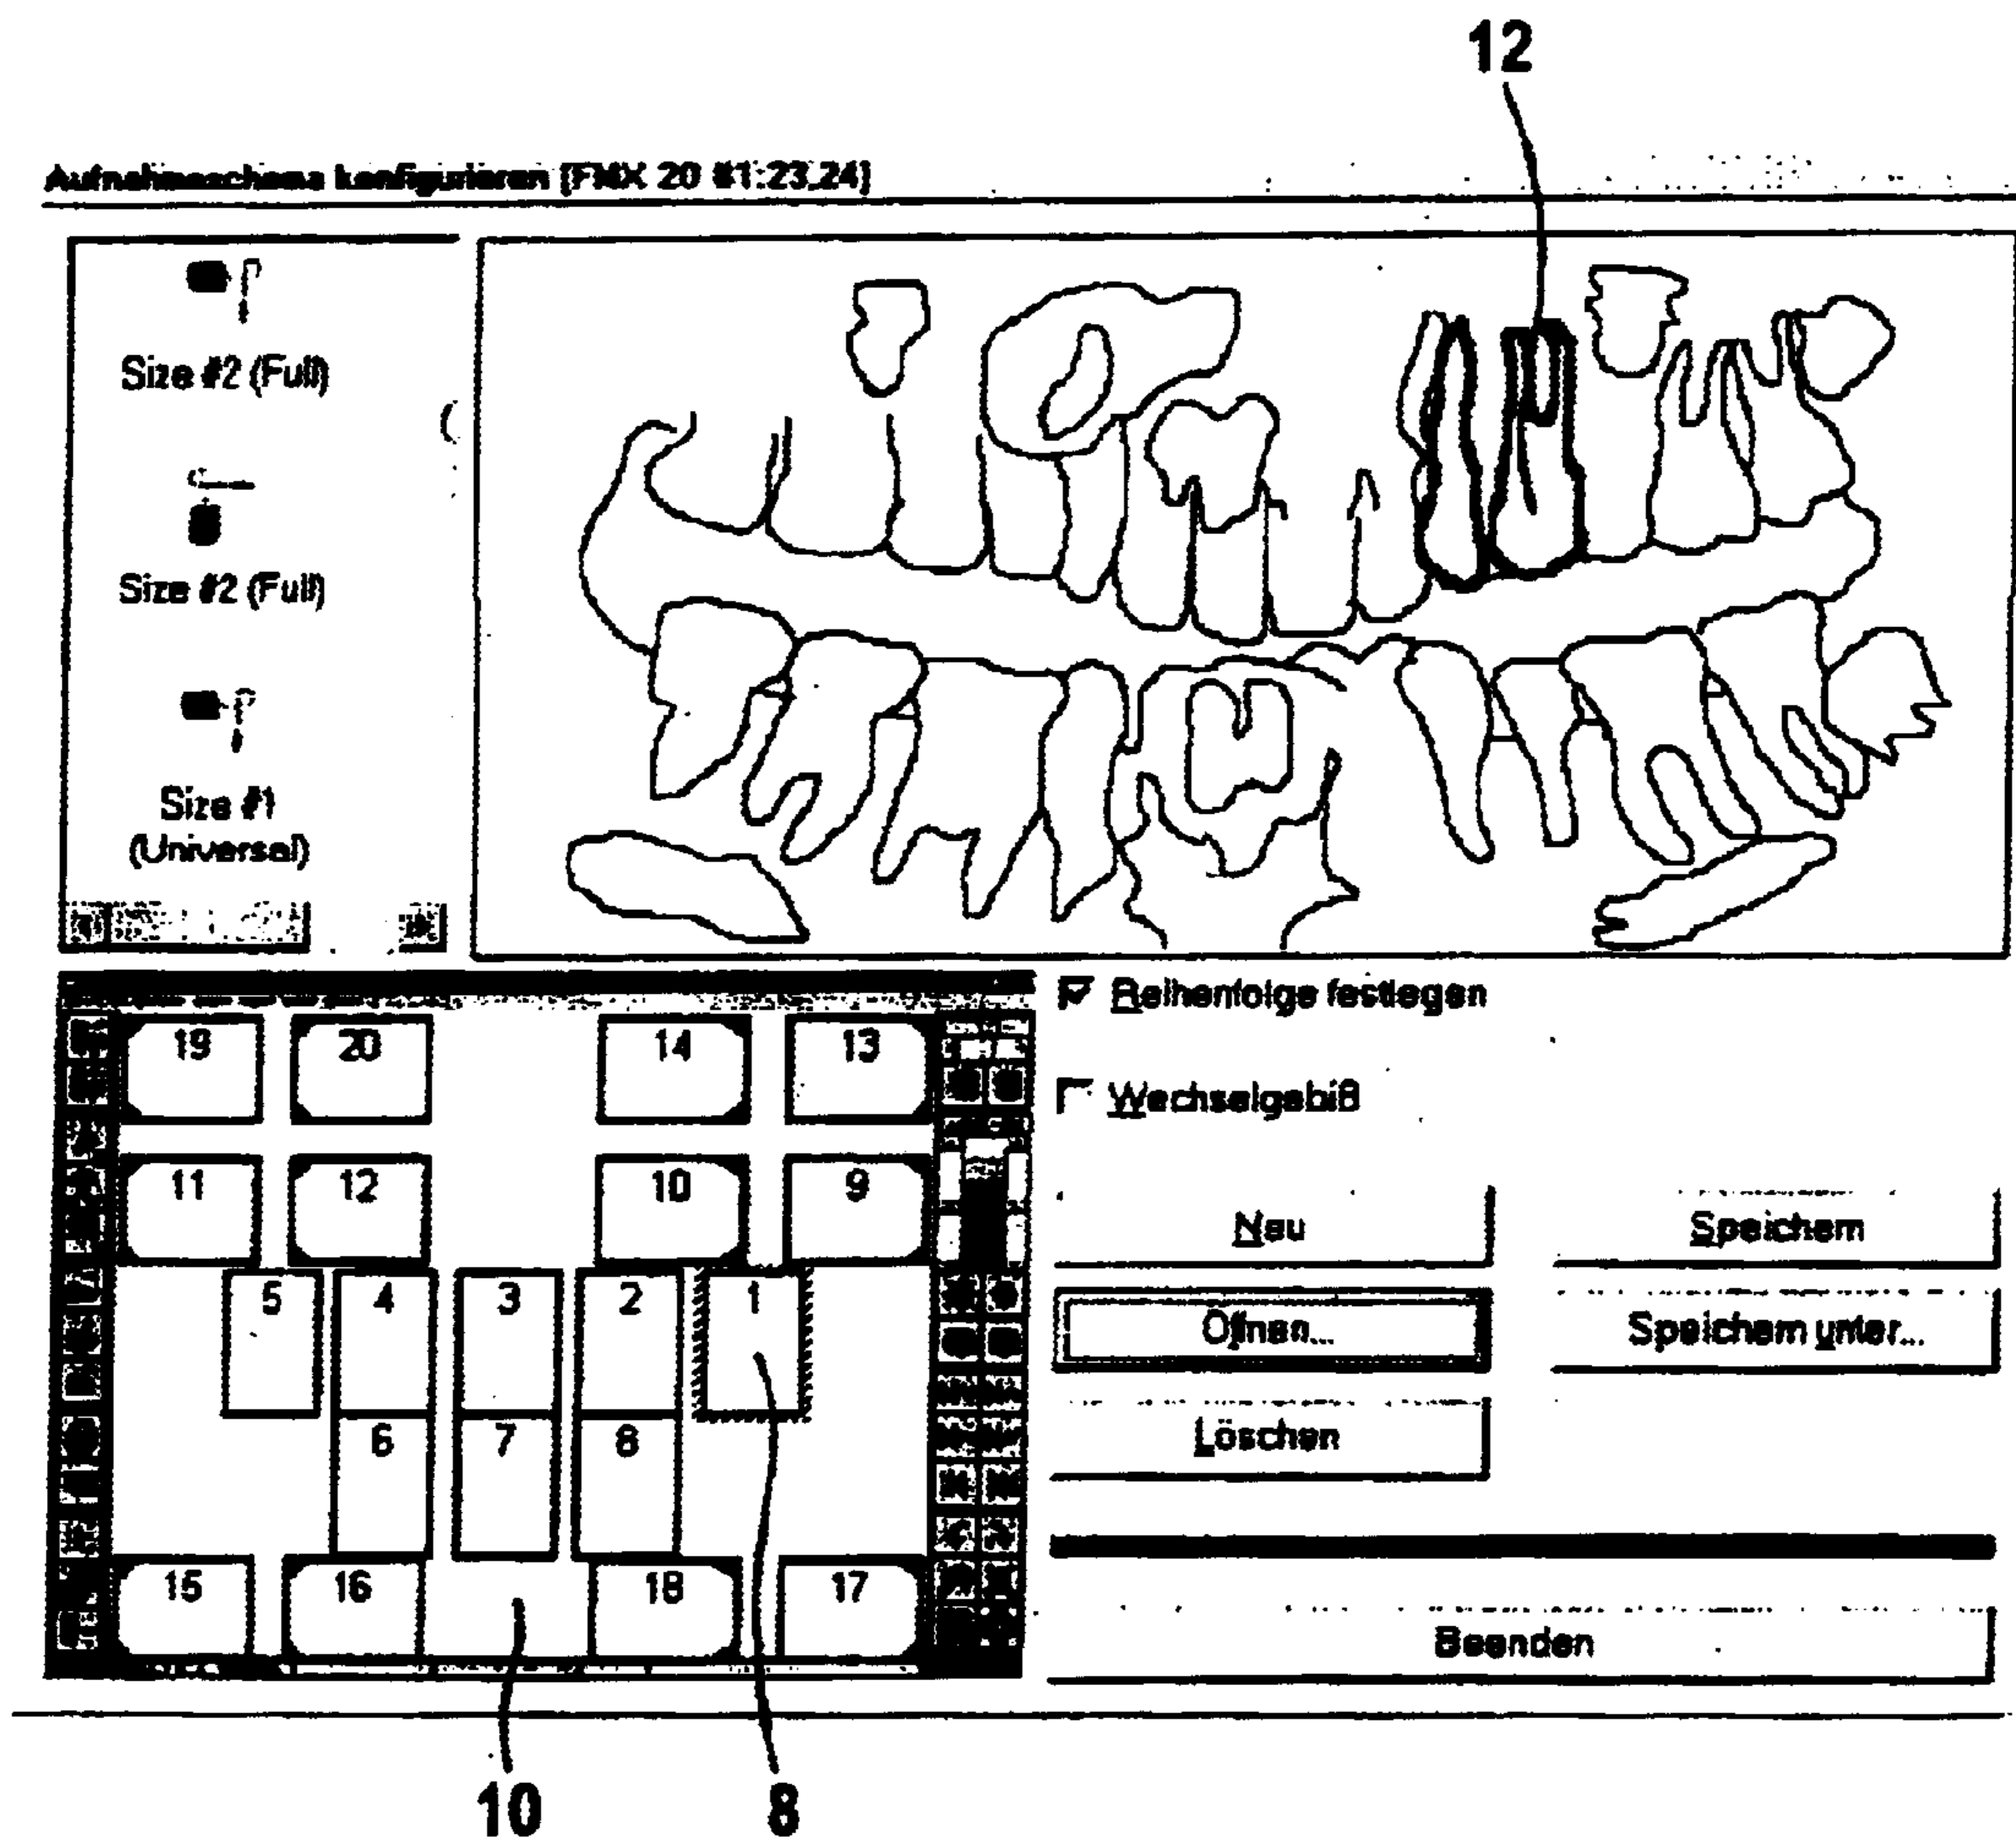 12
Aufnahmeschema konfigurieren [FMX 20 #1:23,24]
Size #2 (Full)
Size #2 (Full)
Size #1
(Universal)
Reihenfolge festlegen
Wechselgebiß
19 20 14 13
11 12 10 9
5 4 3 2 1
6 7 8
15 16 18 17
Neu
Speichern
Öffnen...
Speichern unter...
Löschen
Beenden
10 8